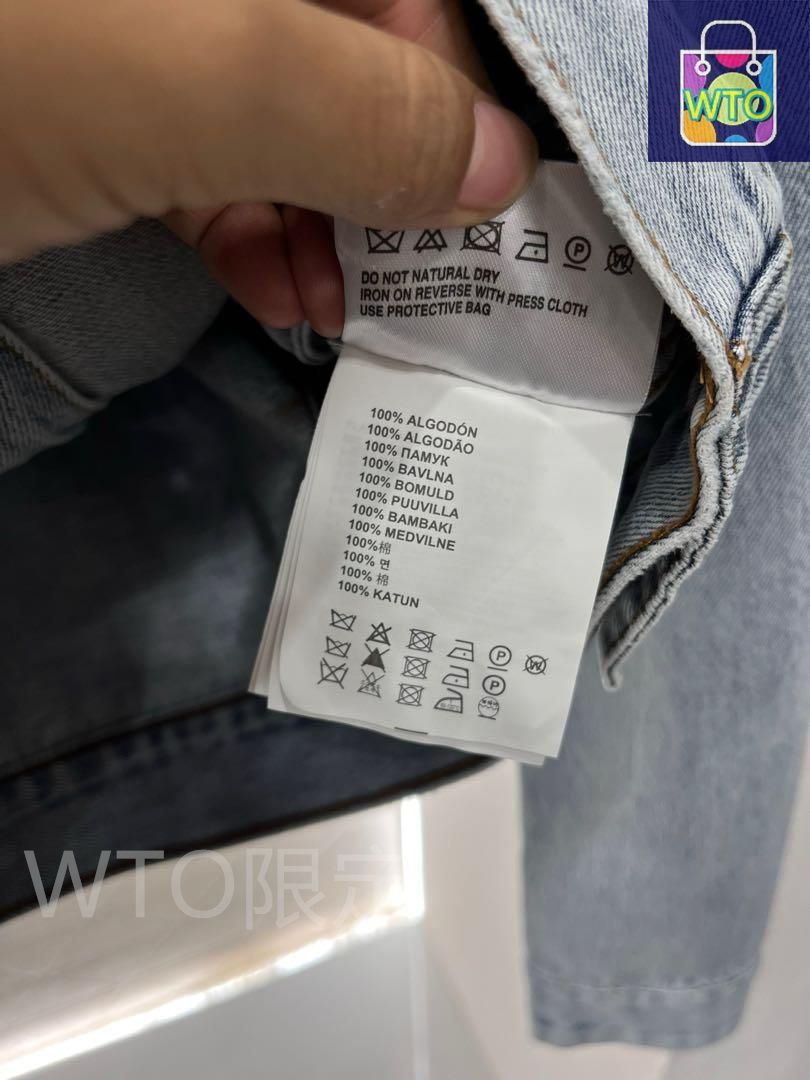 WTO
DO NOT NATURAL DRY
IRON ON REVERSE WITH PRESS CLOTH
USE PROTECTIVE BAG
100% ALGODÓN
100% ALGODÃO
100% ПАМУК
100% BAVLNA
100% BOMULD
100% PUUVILLA
100% BAMBAKI
100% MEDVILNE
100%棉
100% 면
100% 棉
100% KATUN
WTO限定